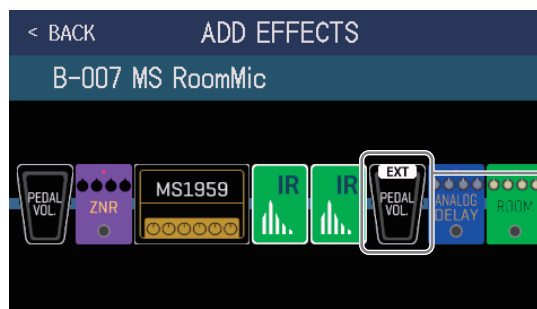 < BACK ADD EFFECTS
B-007 MS RoomMic
PEDAL
VOL.
ZNR
MS1959
IR
IR
EXT
PEDAL
VOL.
ANALOG
DELAY
ROOM